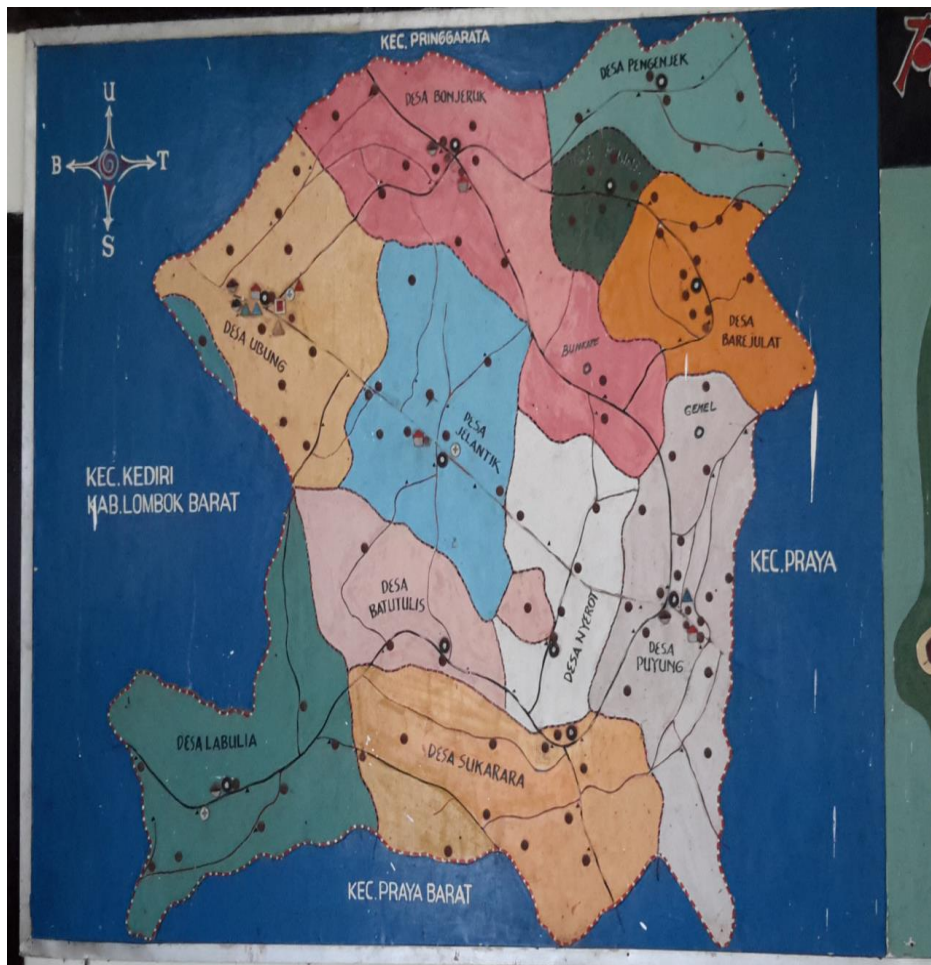 KEC. PRINGGARATA
DESA PENGENJEK
DESA BONJERUK
U
B
T
S
DESA UBUNG
DESA
BAREJULAT
BUNKATE
GEMEL
DESA
JELANTIK
KEC. KEDIRI
KAB. LOMBOK BARAT
KEC. PRAYA
DESA
BATUTULIS
DESA NYEROT
DESA
PUYUNG
DESA LABULIA
DESA SUKARARA
KEC. PRAYA BARAT